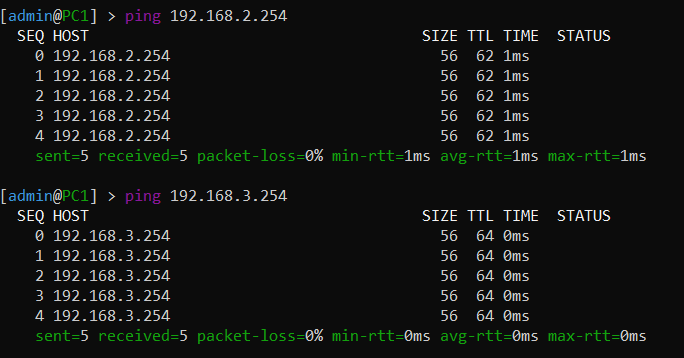 [admin@PC1] > ping 192.168.2.254
SEQ HOST SIZE TTL TIME STATUS
0 192.168.2.254 56 62 1ms
1 192.168.2.254 56 62 1ms
2 192.168.2.254 56 62 1ms
3 192.168.2.254 56 62 1ms
4 192.168.2.254 56 62 1ms
sent=5 received=5 packet-loss=0% min-rtt=1ms avg-rtt=1ms max-rtt=1ms
[admin@PC1] > ping 192.168.3.254
SEQ HOST SIZE TTL TIME STATUS
0 192.168.3.254 56 64 0ms
1 192.168.3.254 56 64 0ms
2 192.168.3.254 56 64 0ms
3 192.168.3.254 56 64 0ms
4 192.168.3.254 56 64 0ms
sent=5 received=5 packet-loss=0% min-rtt=0ms avg-rtt=0ms max-rtt=0ms